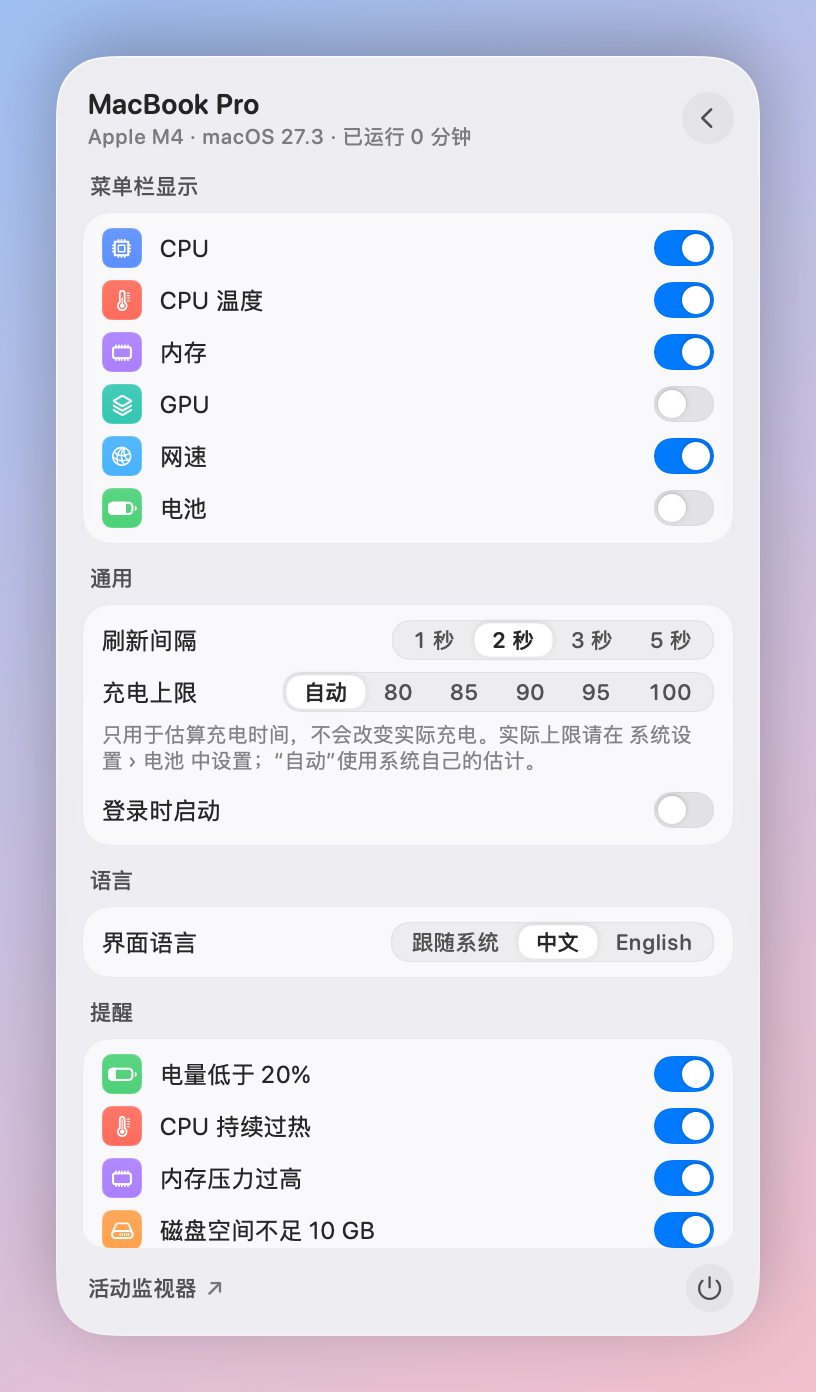 MacBook Pro
Apple M4 · macOS 27.3 · 已运行 0 分钟
菜单栏显示
CPU
CPU 温度
内存
GPU
网速
电池
通用
刷新间隔 1 秒 2 秒 3 秒 5 秒
充电上限 自动 80 85 90 95 100
只用于估算充电时间，不会改变实际充电。实际上限请在 系统设
置 › 电池 中设置；“自动”使用系统自己的估计。
登录时启动
语言
界面语言 跟随系统 中文 English
提醒
电量低于 20%
CPU 持续过热
内存压力过高
磁盘空间不足 10 GB
活动监视器 ↗